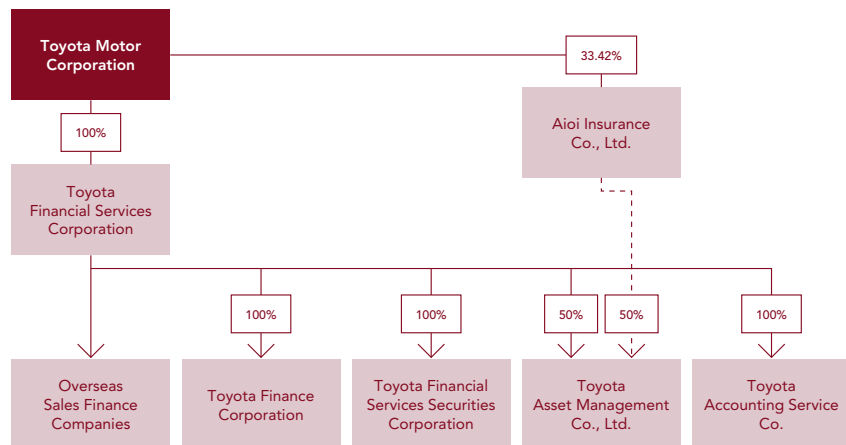 Toyota Motor
Corporation
33.42%
Aioi Insurance
Co., Ltd.
100%
Toyota
Financial Services
Corporation
100%
100%
50%
50%
100%
Overseas
Sales Finance
Companies
Toyota Finance
Corporation
Toyota Financial
Services Securities
Corporation
Toyota
Asset Management
Co., Ltd.
Toyota
Accounting Service
Co.